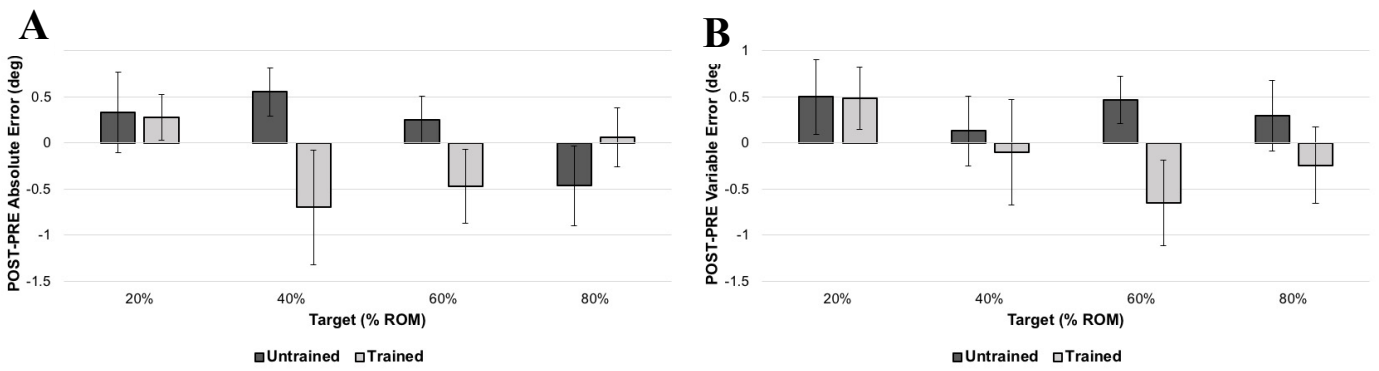 A
POST-PRE Absolute Error (deg)
0.5
0
-0.5
-1
-1.5
20% 40% 60% 80%
Target (% ROM)
Untrained Trained
B
POST-PRE Variable Error (deg
1
0.5
0
-0.5
-1
-1.5
20% 40% 60% 80%
Target (% ROM)
Untrained Trained